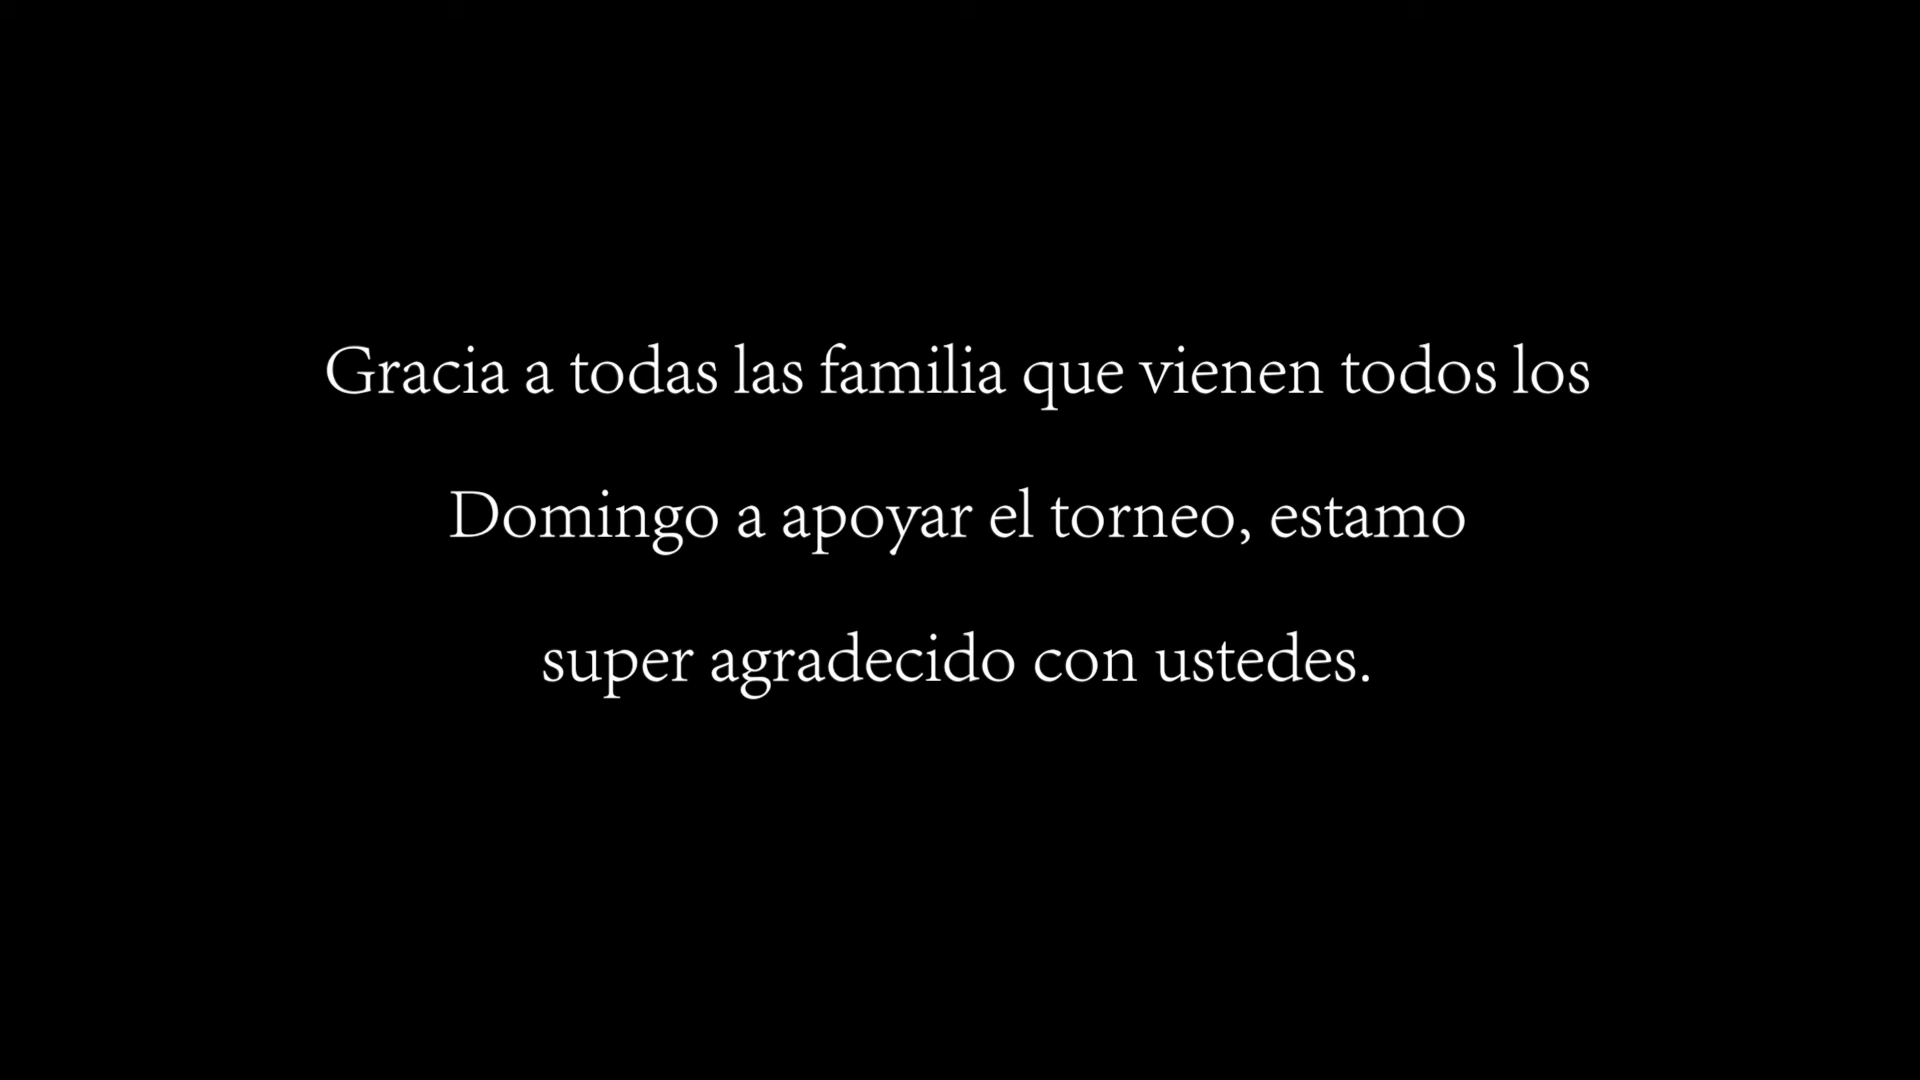 Gracia a todas las familia que vienen todos los
Domingo a apoyar el torneo, estamo
super agradecido con ustedes.